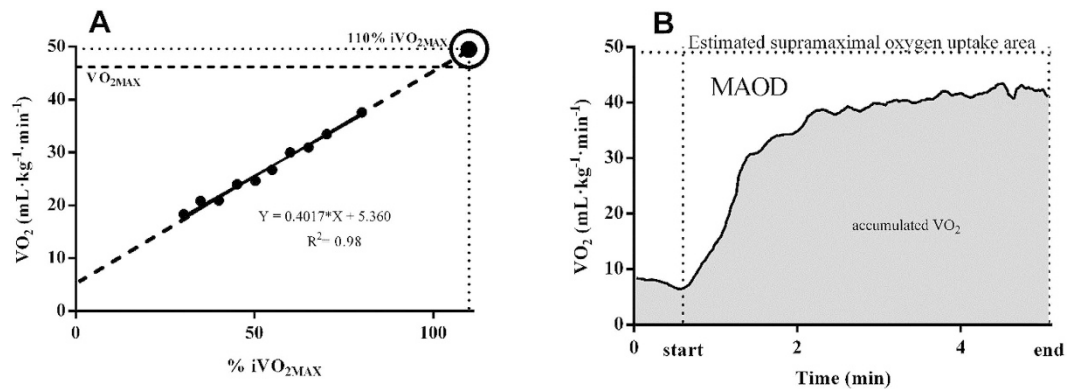 A
110% iVO₂MAX
VO₂MAX
50
40
30
20
10
0
VO₂ (mL·kg⁻¹·min⁻¹)
Y = 0.4017*X + 5.360
R²= 0.98
0
50
100
% iVO₂MAX
B
Estimated supramaximal oxygen uptake area
MAOD
50
40
30
20
10
0
VO₂ (mL·kg⁻¹·min⁻¹)
accumulated VO₂
0
start
2
4
end
Time (min)